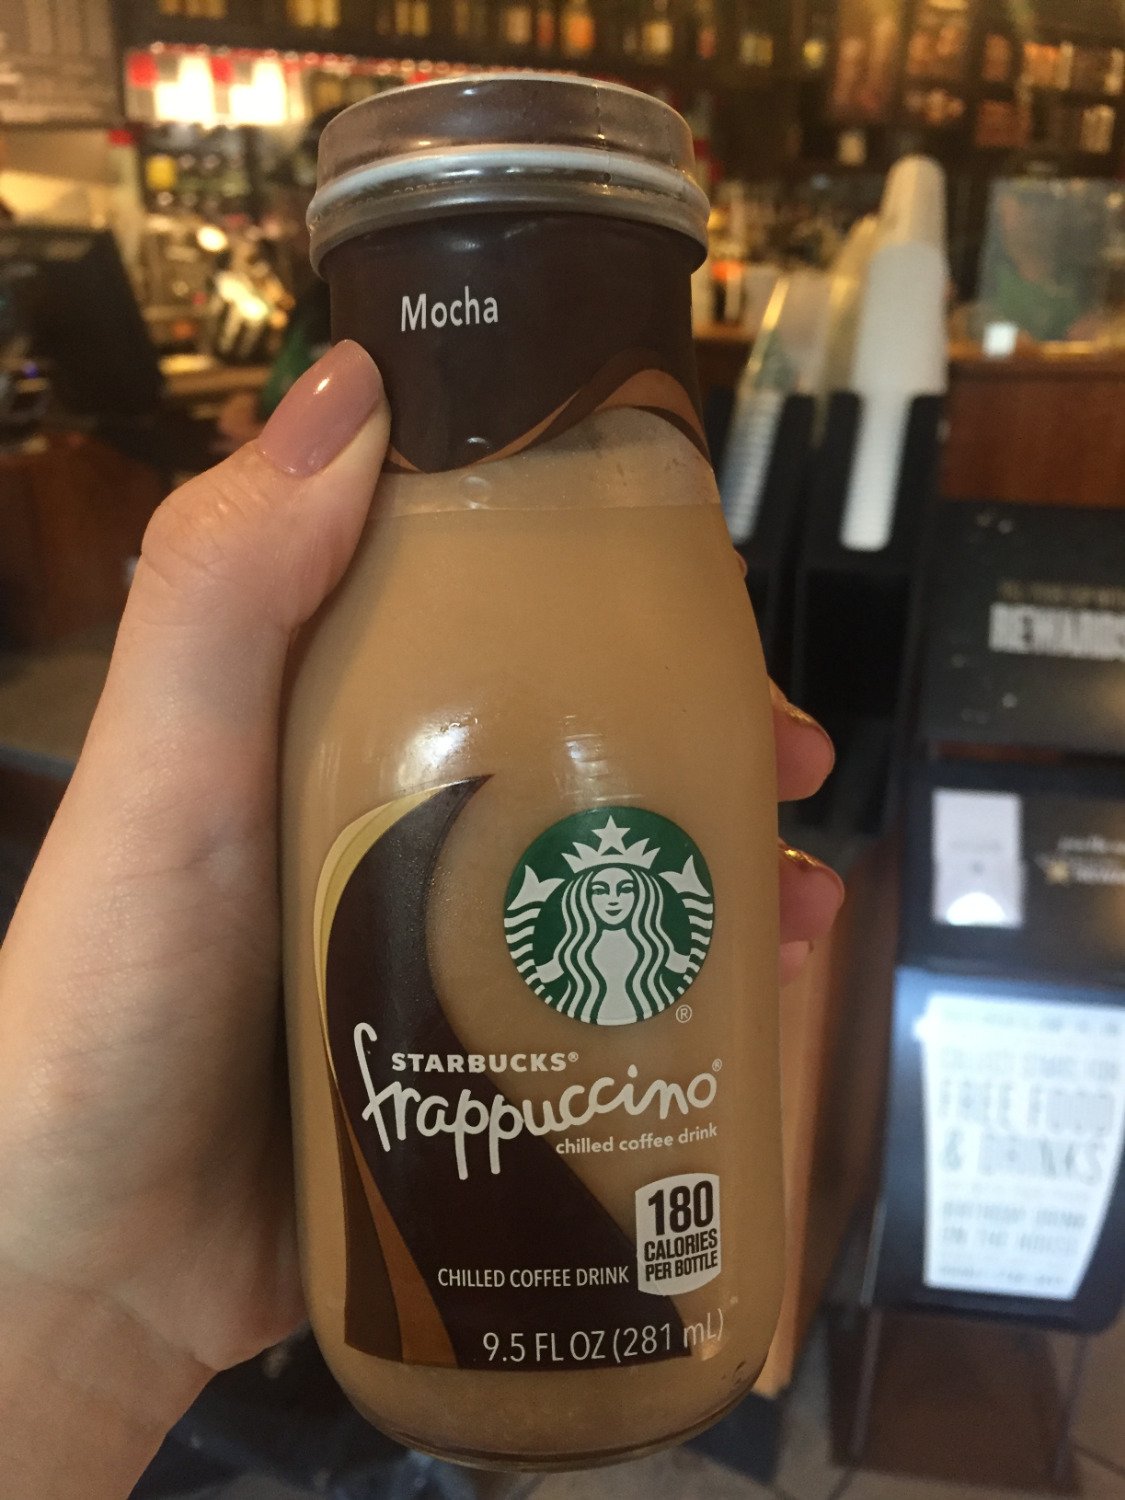 Mocha
STARBUCKS®
frappuccino®
chilled coffee drink
180
CALORIES
PER BOTTLE
CHILLED COFFEE DRINK
9.5 FL OZ (281 mL)
®
REWARDS
FREE FOOD
& DRINKS